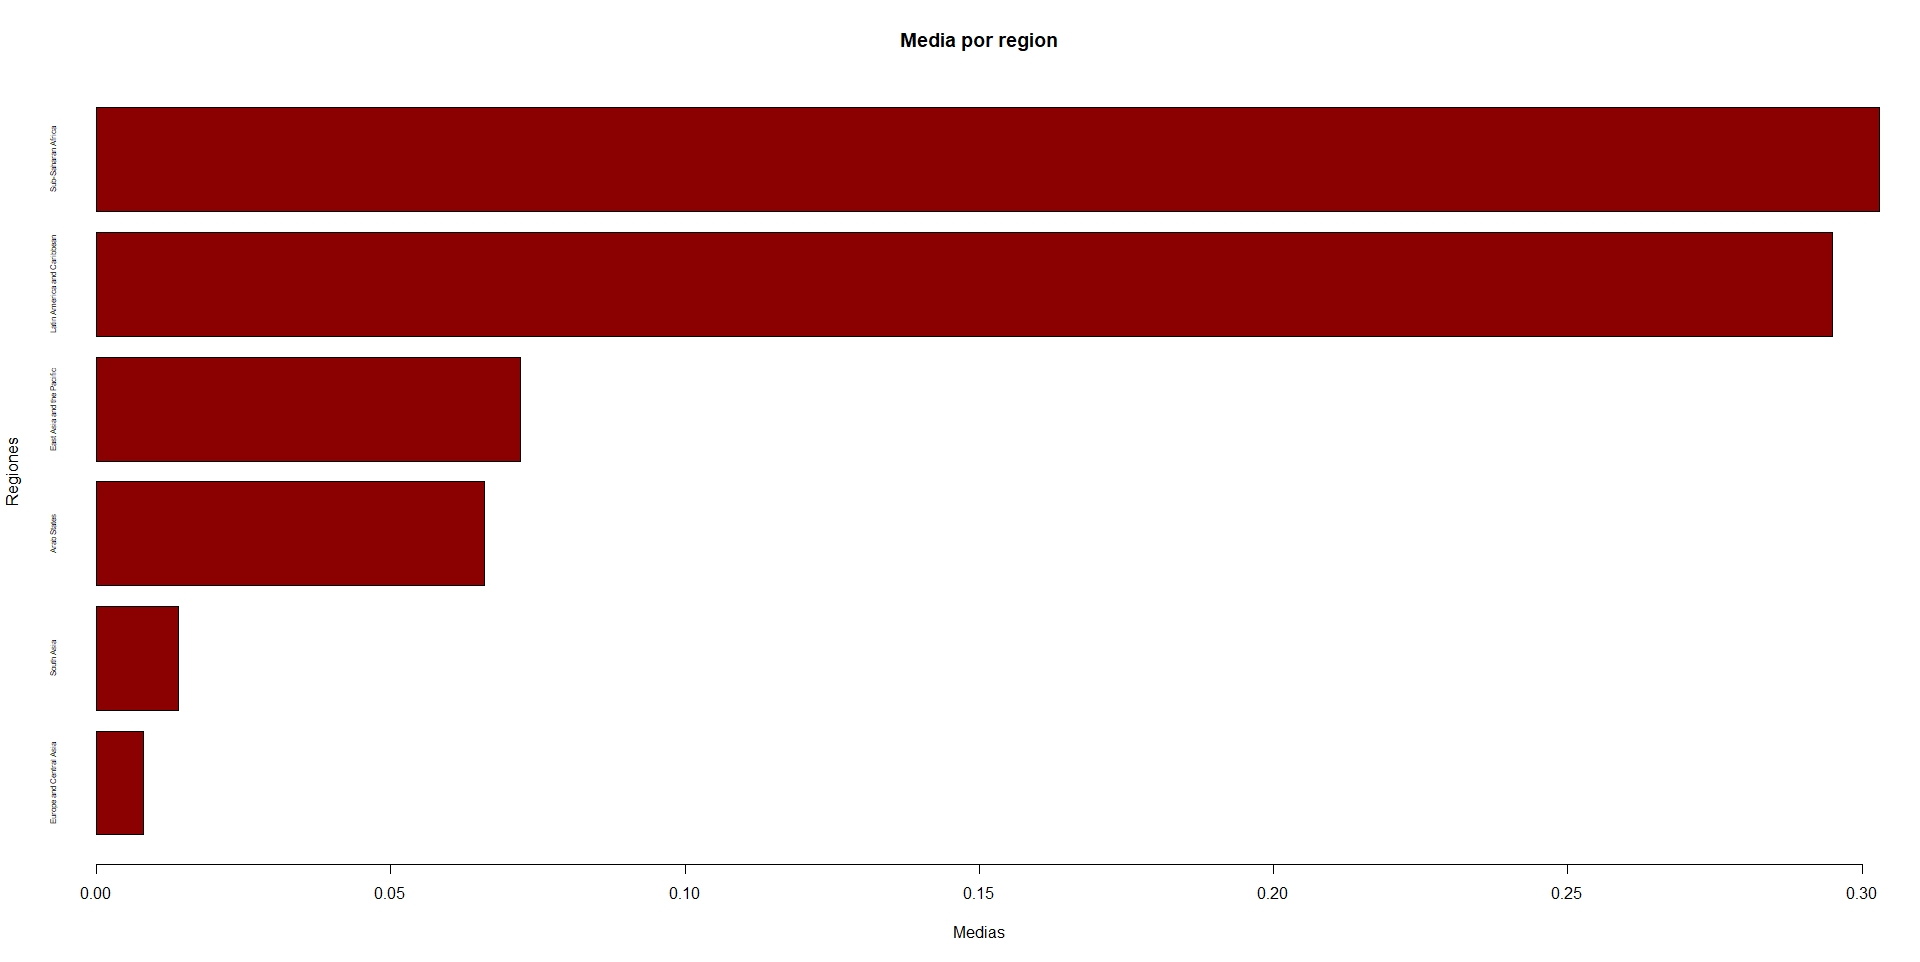 Media por region
Regiones
Sub-Saharan Africa
Latin America and Caribbean
East Asia and the Pacific
Arab States
South Asia
Europe and Central Asia
0.00
0.05
0.10
0.15
0.20
0.25
0.30
Medias